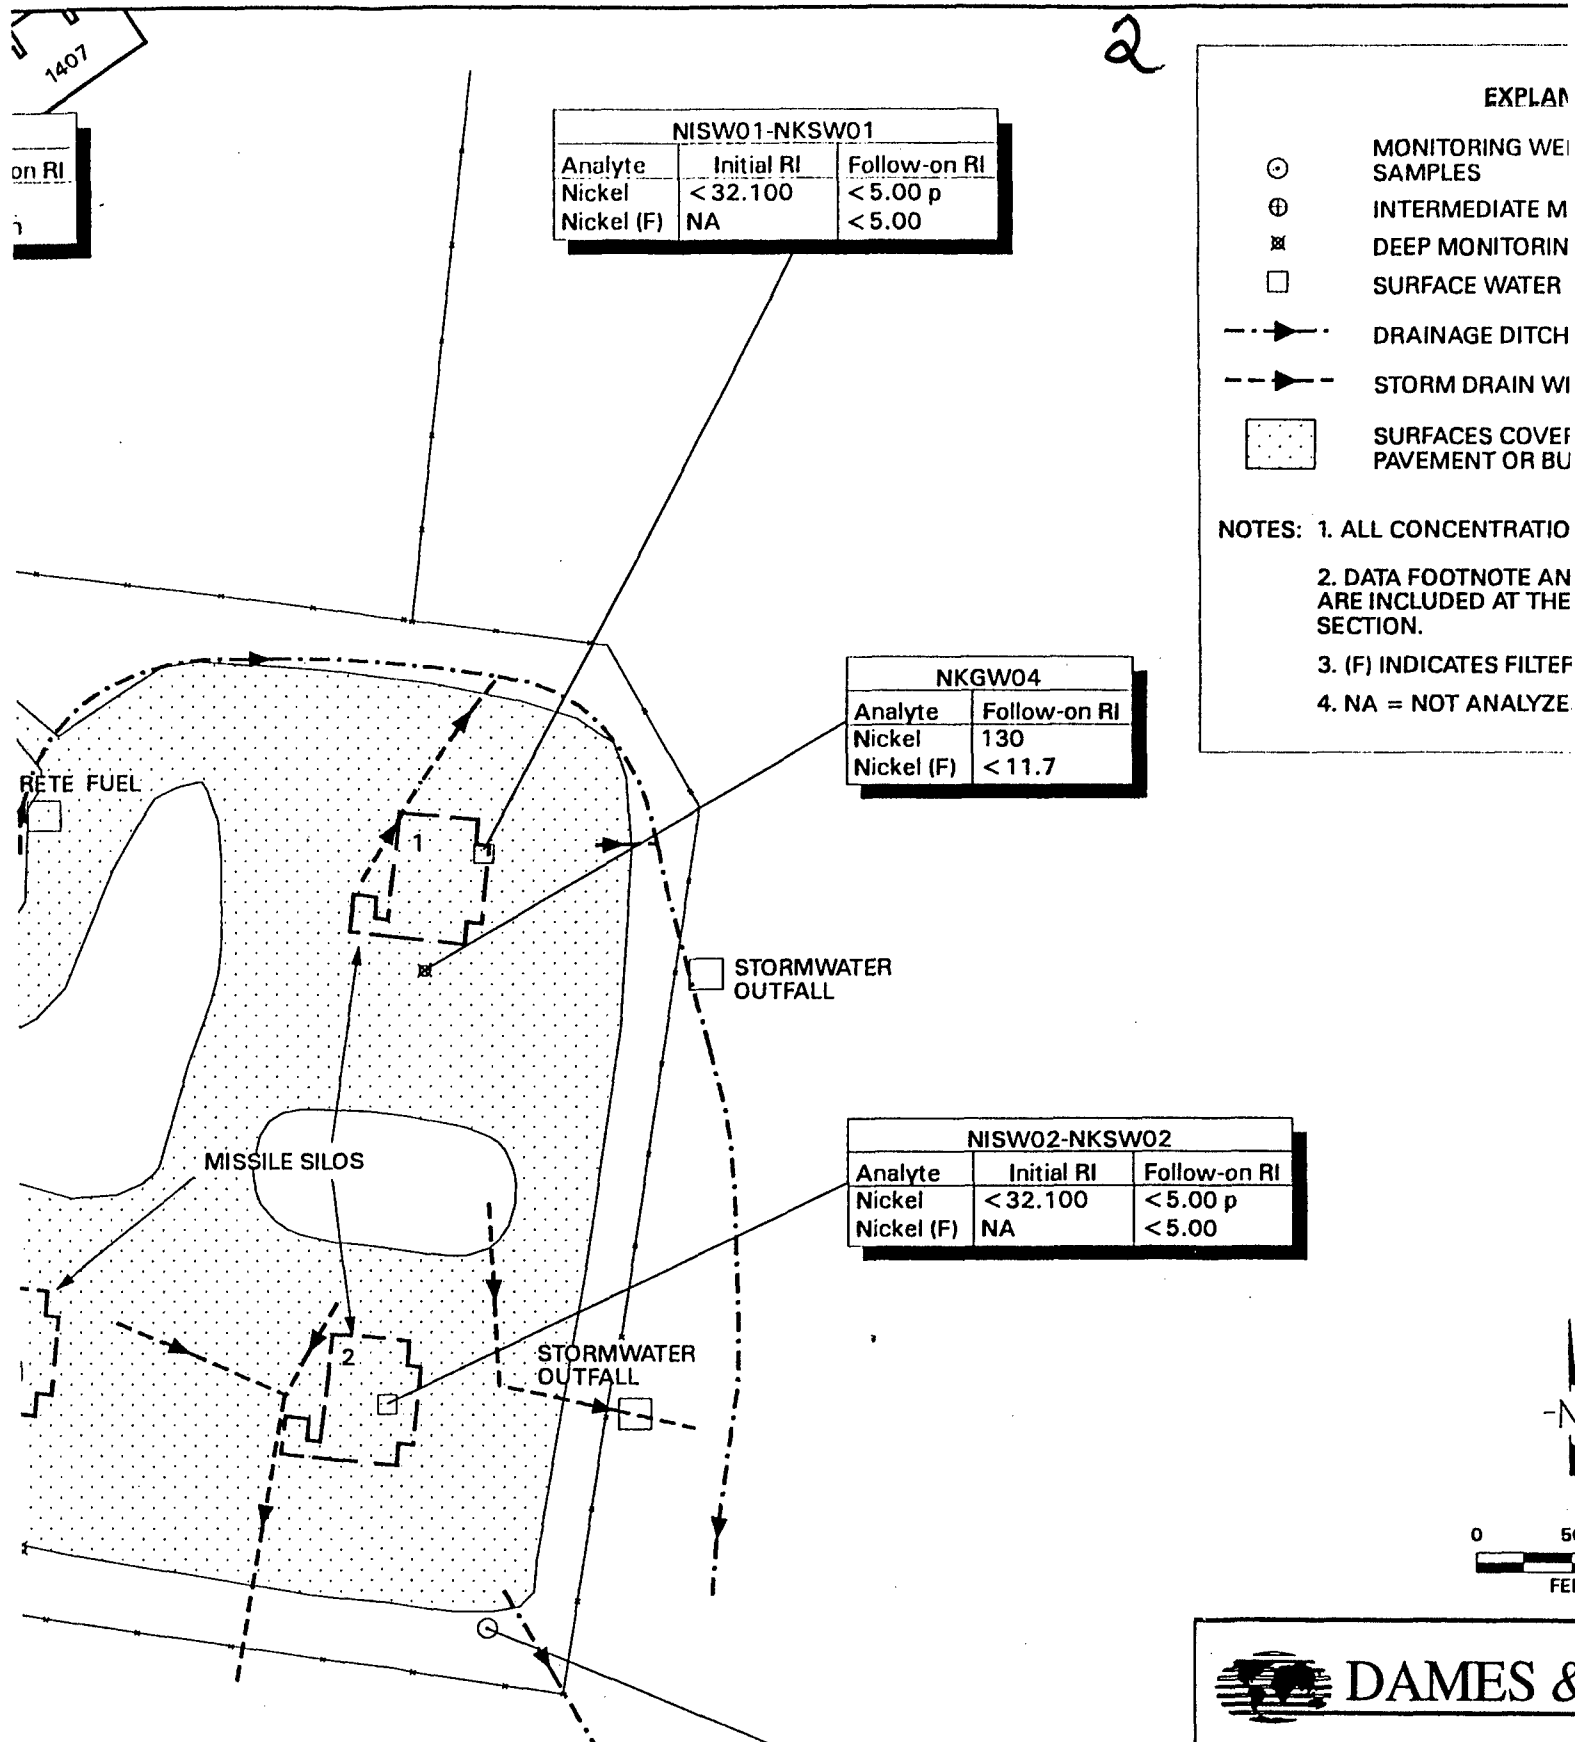 2
1407
on RI
NISW01-NKSW01
Analyte Initial RI Follow-on RI
Nickel <32.100 <5.00 p
Nickel (F) NA <5.00
EXPLAN
MONITORING WEI
SAMPLES
INTERMEDIATE M
DEEP MONITORIN
SURFACE WATER
DRAINAGE DITCH
STORM DRAIN WI
SURFACES COVER
PAVEMENT OR BU
NOTES: 1. ALL CONCENTRATIO
2. DATA FOOTNOTE AN
ARE INCLUDED AT THE
SECTION.
3. (F) INDICATES FILTER
4. NA = NOT ANALYZE
NKGW04
Analyte Follow-on RI
Nickel 130
Nickel (F) <11.7
RETE FUEL
1
STORMWATER
OUTFALL
MISSILE SILOS
NISW02-NKSW02
Analyte Initial RI Follow-on RI
Nickel <32.100 <5.00 p
Nickel (F) NA <5.00
2
STORMWATER
OUTFALL
-N
0 50
FEE
DAMES &